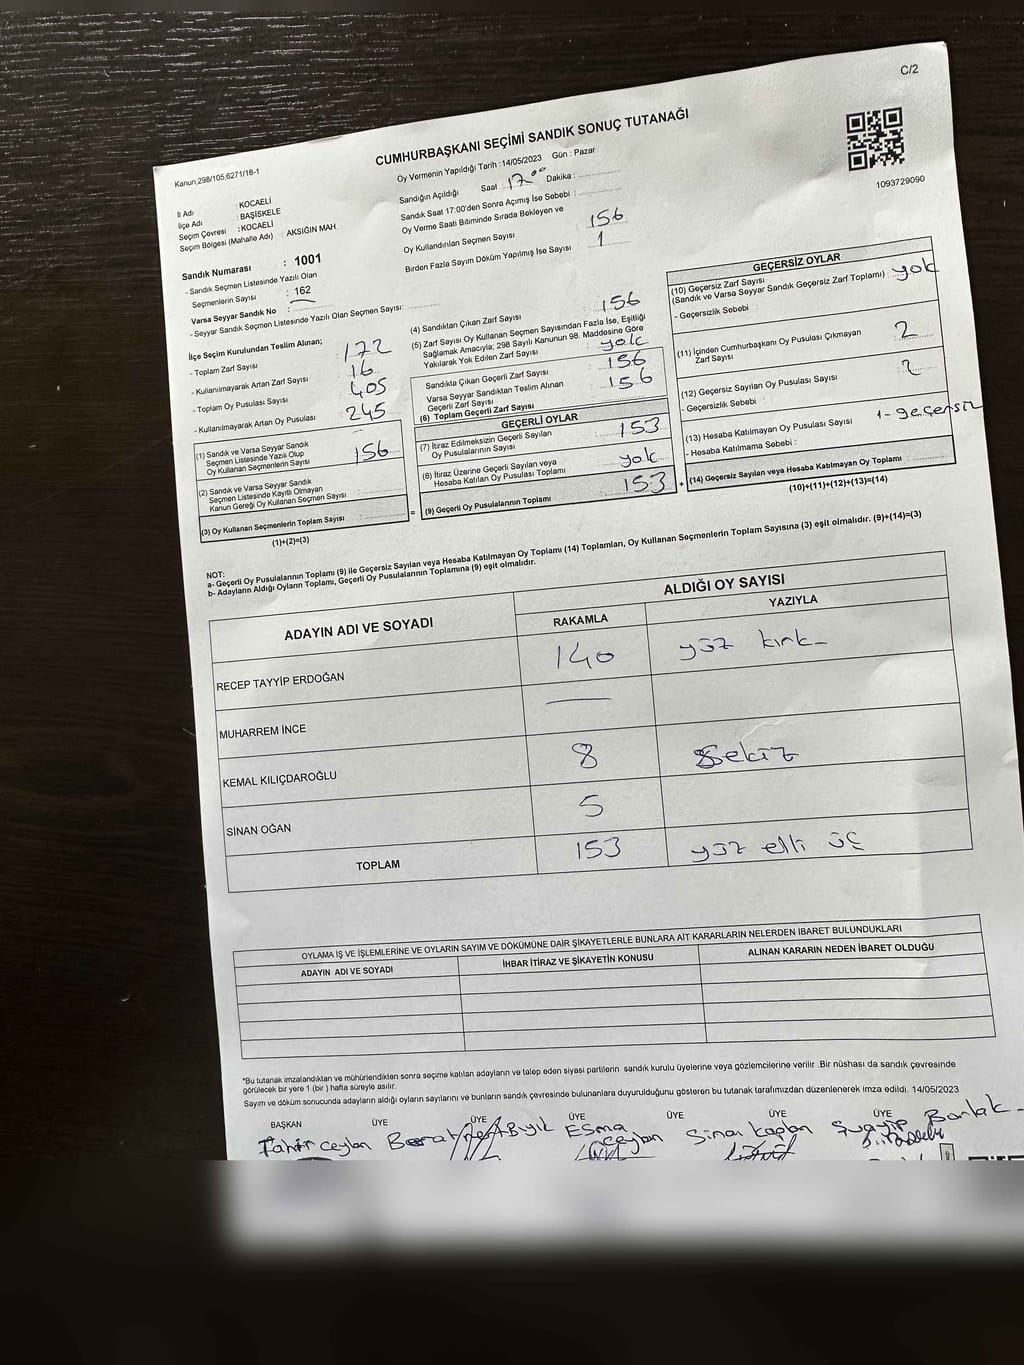 C/2
CUMHURBAŞKANI SEÇİMİ SANDIK SONUÇ TUTANAĞI
Kanun,298/105,6271/18-1
Oy Vermenin Yapıldığı Tarih : 14/05/2023 Gün : Pazar
1093729090
İl Adı : KOCAELİ
İlçe Adı : BAŞİSKELE
Seçim Çevresi : KOCAELİ
Seçim Bölgesi (Mahalle Adı) : AKSIĞIN MAH.
Sandık Numarası : 1001
- Sandık Seçmen Listesinde Yazılı Olan
Seçmenlerin Sayısı : 162
Varsa Seyyar Sandık No :
- Seyyar Sandık Seçmen Listesinde Yazılı Olan Seçmen Sayısı:
İlçe Seçim Kurulundan Teslim Alınan;
- Toplam Zarf Sayısı : 172
- Kullanılmayarak Artan Zarf Sayısı : 16
- Toplam Oy Pusulası Sayısı : 405
- Kullanılmayarak Artan Oy Pusulası : 245
(1) Sandık ve Varsa Seyyar Sandık
Seçmen Listesinde Yazılı Olup
Oy Kullanan Seçmenlerin Sayısı : 156
(2) Sandık ve Varsa Seyyar Sandık
Seçmen Listesinde Kayıtlı Olmayan
Kanun Gereği Oy Kullanan Seçmen Sayısı :
(3) Oy Kullanan Seçmenlerin Toplam Sayısı :
(1)+(2)=(3)
Sandığın Açıldığı Saat 17.00 Dakika :
Sandık Saat 17:00'den Sonra Açımış İse Sebebi :
Oy Verme Saati Bitiminde Sırada Bekleyen ve
Oy Kullandırılan Seçmen Sayısı : 156
Birden Fazla Sayım Döküm Yapılmış İse Sayısı : 1
(4) Sandıktan Çıkan Zarf Sayısı : 156
(5) Zarf Sayısı Oy Kullanan Seçmen Sayısından Fazla İse, Eşitliği
Sağlamak Amacıyla; 298 Sayılı Kanunun 98. Maddesine Göre
Yakılarak Yok Edilen Zarf Sayısı : yok
Sandıkta Çıkan Geçerli Zarf Sayısı : 156
Varsa Seyyar Sandıktan Teslim Alınan
Geçerli Zarf Sayısı : 156
(6) Toplam Geçerli Zarf Sayısı
GEÇERLİ OYLAR
(7) İtiraz Edilmeksizin Geçerli Sayılan
Oy Pusulalarının Sayısı : 153
(8) İtiraz Üzerine Geçerli Sayılan veya
Hesaba Katılan Oy Pusulası Toplamı : yok
(9) Geçerli Oy Pusulalarının Toplamı : 153
GEÇERSİZ OYLAR
(10) Geçersiz Zarf Sayısı
(Sandık ve Varsa Seyyar Sandık Geçersiz Zarf Toplamı) : yok
- Geçersizlik Sebebi :
(11) İçinden Cumhurbaşkanı Oy Pusulası Çıkmayan
Zarf Sayısı : 2
(12) Geçersiz Sayılan Oy Pusulası Sayısı : 2
- Geçersizlik Sebebi :
(13) Hesaba Katılmayan Oy Pusulası Sayısı : 1-geçersiz
- Hesaba Katılmama Sebebi :
(14) Geçersiz Sayılan veya Hesaba Katılmayan Oy Toplamı :
(10)+(11)+(12)+(13)=(14)
NOT:
a- Geçerli Oy Pusulalarının Toplamı (9) ile Geçersiz Sayılan veya Hesaba Katılmayan Oy Toplamı (14) Toplamları, Oy Kullanan Seçmenlerin Toplam Sayısına (3) eşit olmalıdır. (9)+(14)=(3)
b- Adayların Aldığı Oyların Toplamı, Geçerli Oy Pusulalarının Toplamına (9) eşit olmalıdır.
ADAYIN ADI VE SOYADI ALDIĞI OY SAYISI
RAKAMLA YAZIYLA
RECEP TAYYİP ERDOĞAN 140 yüz kırk
MUHARREM İNCE —
KEMAL KILIÇDAROĞLU 8 Sekiz
SİNAN OĞAN 5
TOPLAM 153 yüz elli üç
OYLAMA İŞ VE İŞLEMLERİNE VE OYLARIN SAYIM VE DÖKÜMÜNE DAİR ŞİKAYETLERLE BUNLARA AİT KARARLARIN NELERDEN İBARET BULUNDUKLARI
ADAYIN ADI VE SOYADI İHBAR İTİRAZ VE ŞİKAYETİN KONUSU ALINAN KARARIN NEDEN İBARET OLDUĞU
*Bu tutanak imzalandıktan ve mühürlendikten sonra seçime katılan adayların ve talep eden siyasi partilerin sandık kurulu üyelerine veya gözlemcilerine verilir .Bir nüshası da sandık çevresinde
görülecek bir yere 1 (bir ) hafta süreyle asılır.
Sayım ve döküm sonucunda adayların aldığı oyların sayılarını ve bunların sandık çevresinde bulunanlara duyurulduğunu gösteren bu tutanak tarafımızdan düzenlenerek imza edildi. 14/05/2023
BAŞKAN ÜYE ÜYE ÜYE ÜYE ÜYE ÜYE
Tahir Ceylan Esma Ceylan Sinan Kaplan